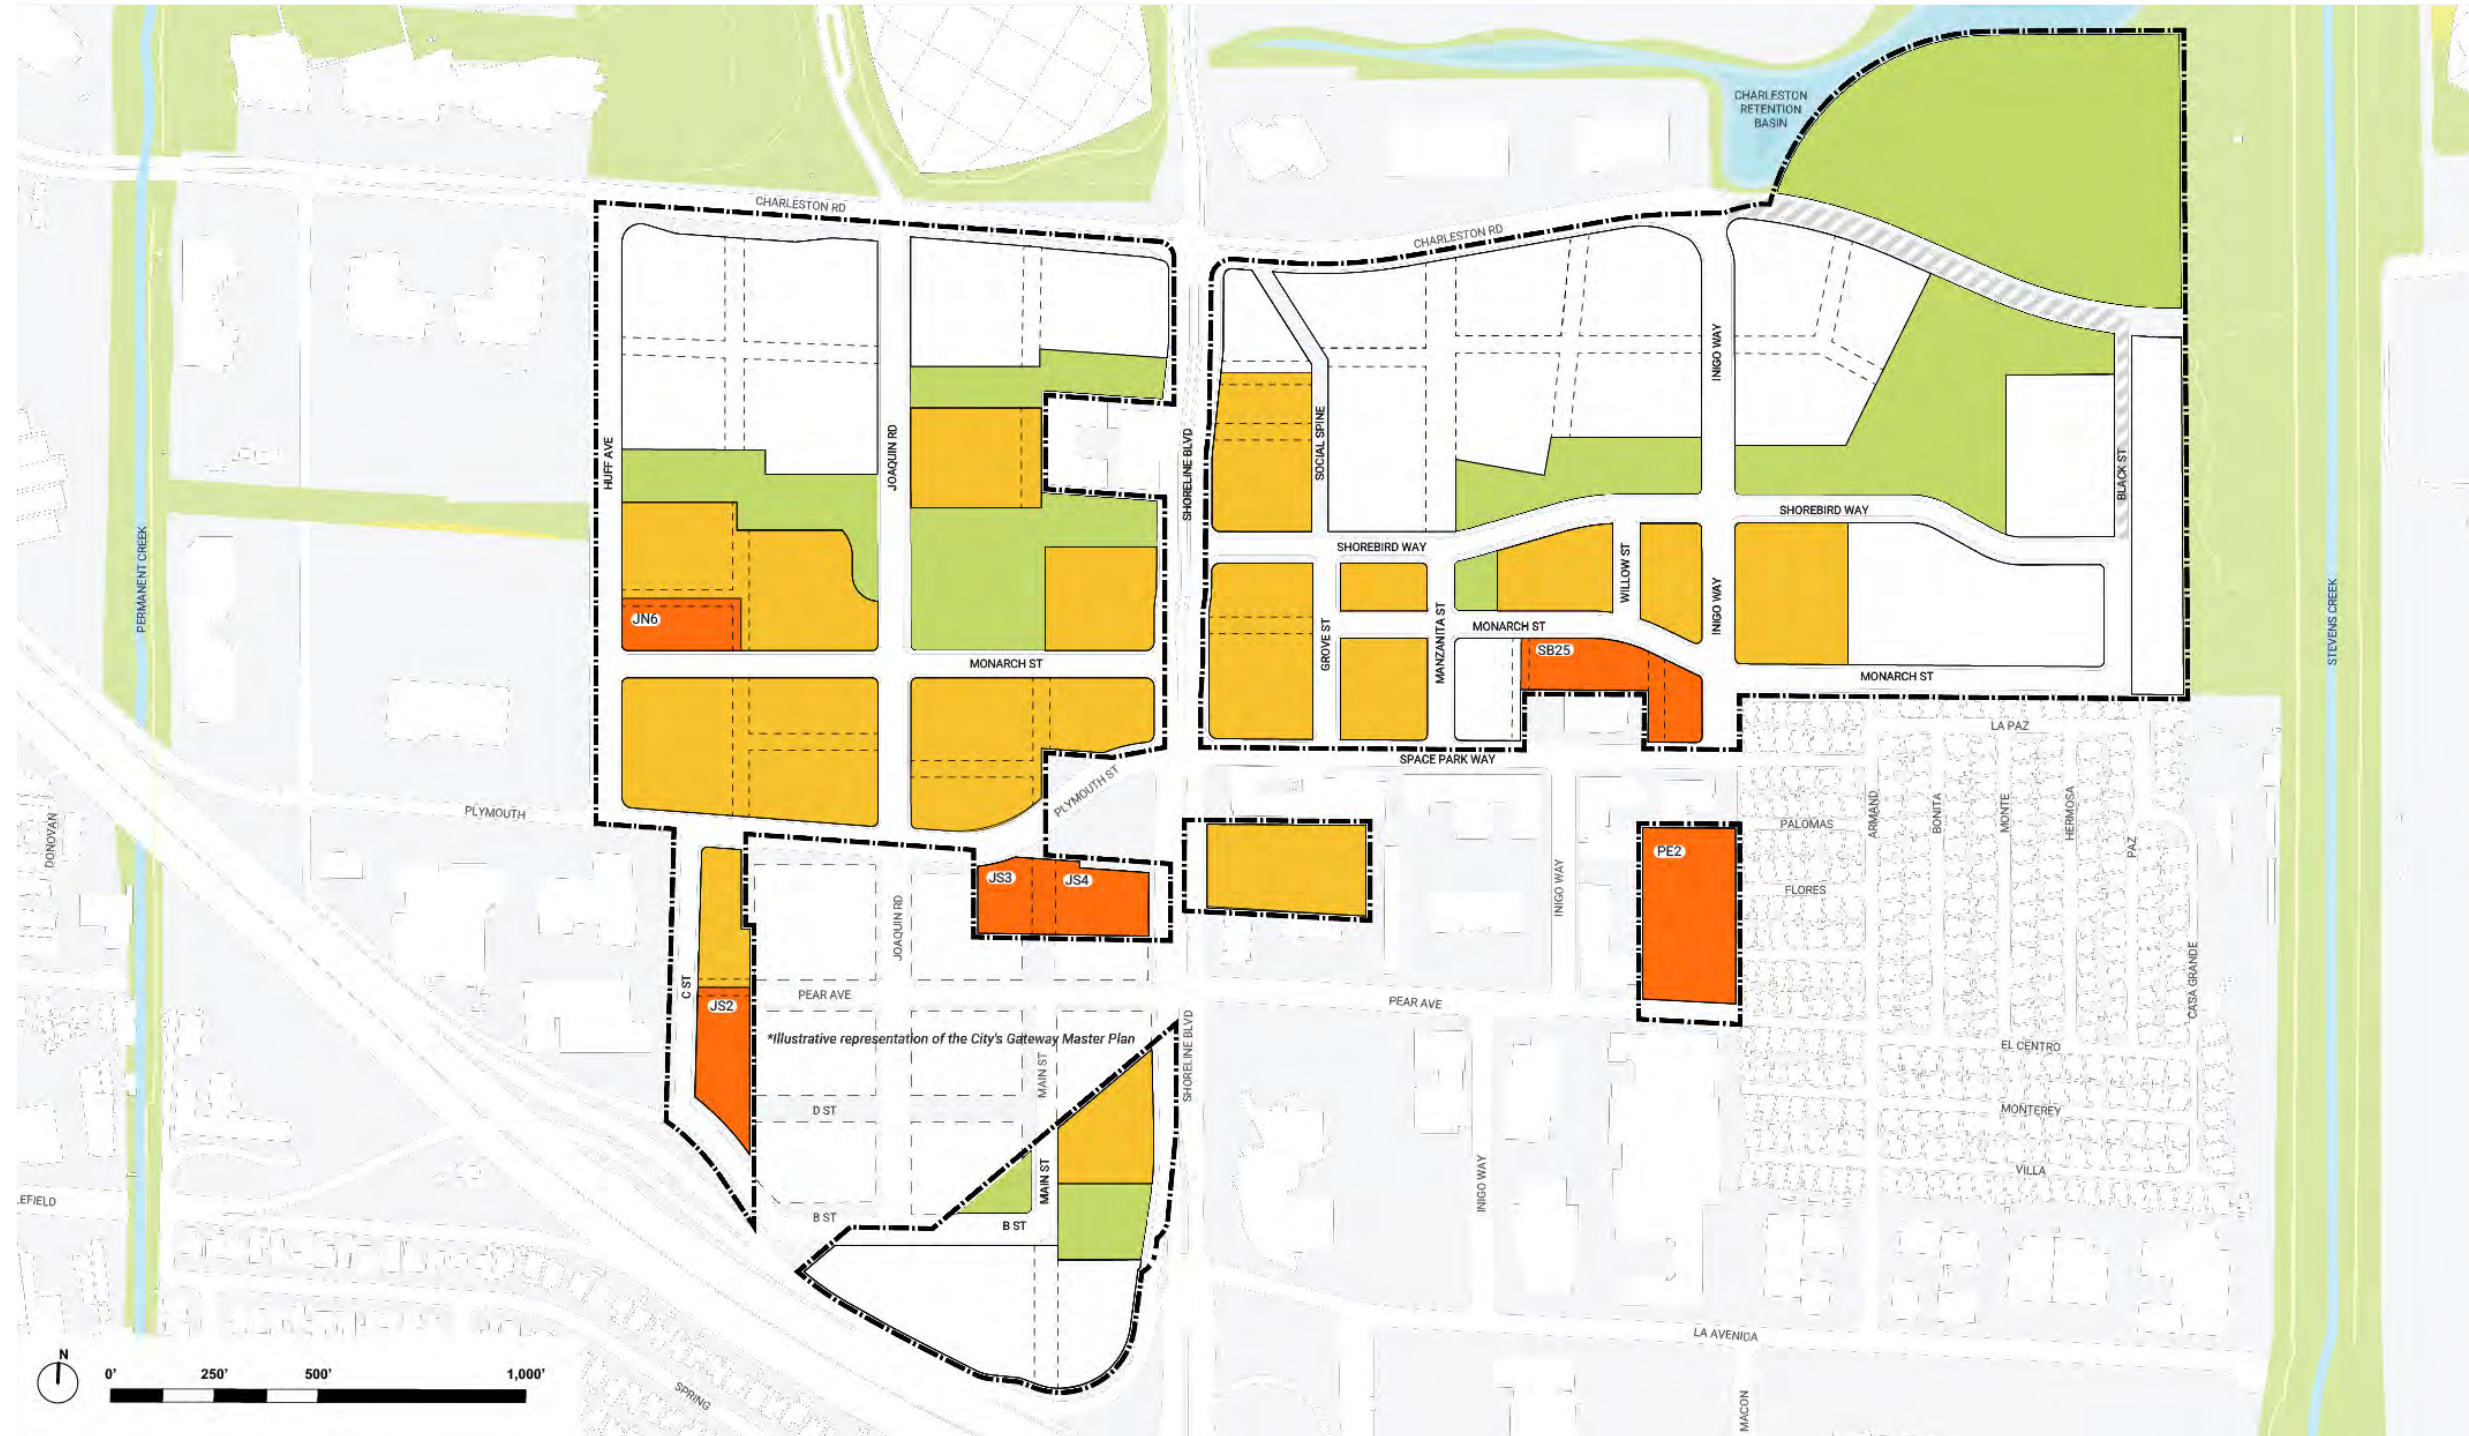 CHARLESTON
RETENTION
BASIN
CHARLESTON RD
CHARLESTON RD
INIGO WAY
HUFF AVE
JOAQUIN RD
SHORELINE BLVD
SOCIAL SPINE
BLACK ST
SHOREBIRD WAY
SHOREBIRD WAY
PERMANENT CREEK
STEVENS CREEK
WILLOW ST
INIGO WAY
GROVE ST
MANZANITA ST
JN6
MONARCH ST
SB25
MONARCH ST
MONARCH ST
LA PAZ
SPACE PARK WAY
PLYMOUTH ST
PLYMOUTH
DONOVAN
PALOMAS
ARMAND
BONITA
MONTE
HERMOSA
PAZ
PE2
JS3
JS4
FLORES
JOAQUIN RD
INIGO WAY
CASA GRANDE
C ST
JS2
PEAR AVE
PEAR AVE
*Illustrative representation of the City's Gateway Master Plan
SHORELINE BLVD
MAIN ST
EL CENTRO
D ST
MONTEREY
MAIN ST
VILLA
INIGO WAY
LEFIELD
B ST
B ST
LA AVENIDA
N
0'
250'
500'
1,000'
SPRING
MACON